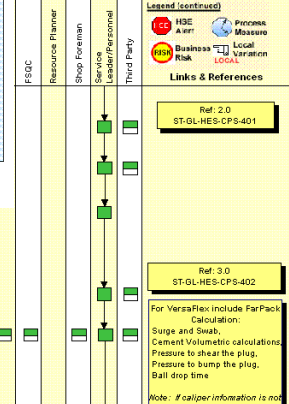 Legend (continued)
HSE
Alert
Process
Measure
RISK
Business
Risk
Local
Variation
LOCAL
Links & References
FSQC
Resource Planner
Shop Foreman
Service
Leader/Personnel
Third Party
Ref: 2.0
ST-GL-HES-CPS-401
Ref: 3.0
ST-GL-HES-CPS-402
For VersaFlex include FarPack
Calculation:
Surge and Swab,
Cement Volumetric calculations,
Pressure to shear the plug,
Pressure to bump the plug,
Ball drop time
Note: If caliper information is not